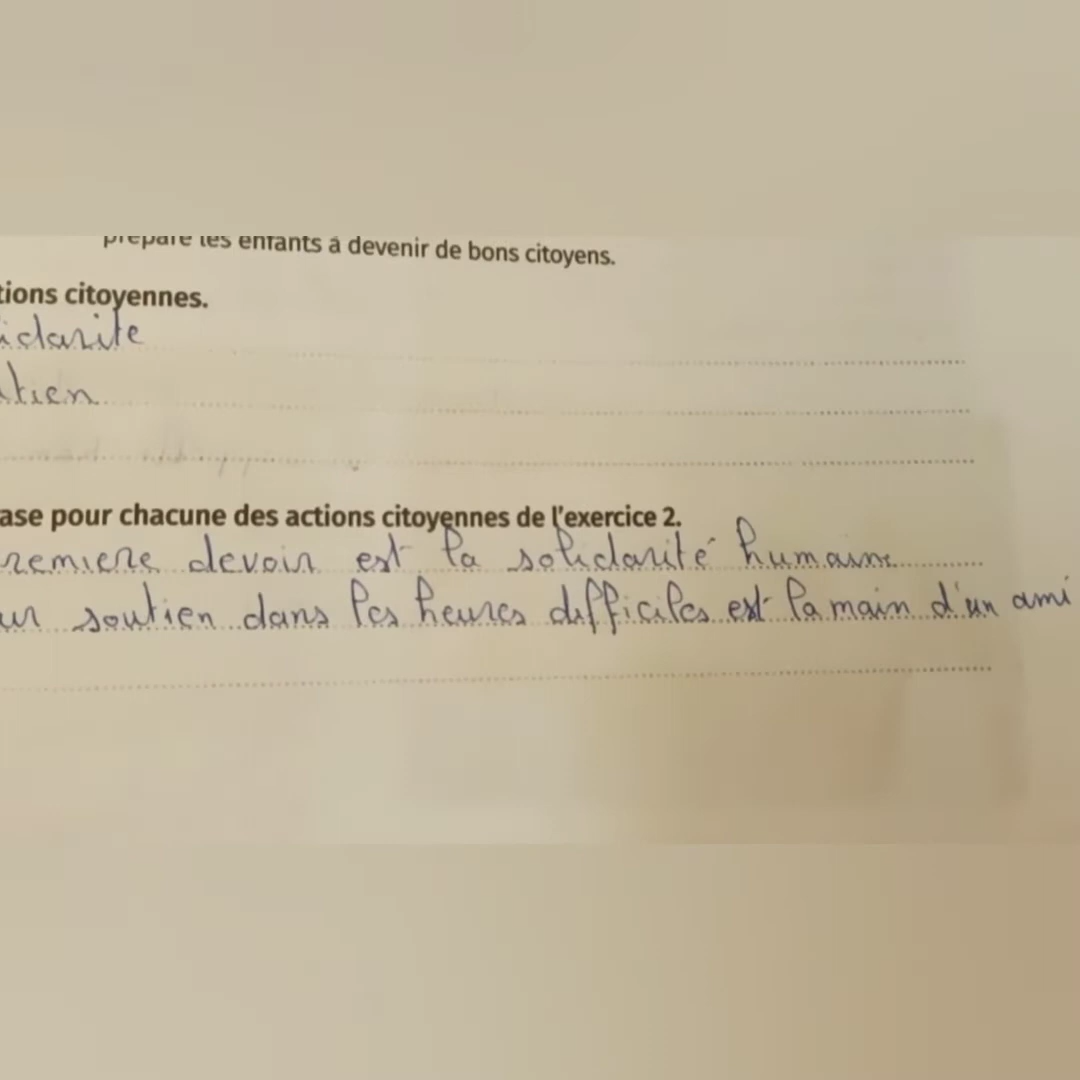 prépare les enfants à devenir de bons citoyens.
tions citoyennes.
idarité
tien
ase pour chacune des actions citoyennes de l'exercice 2.
remiere devoir est la solidarité humaine
ur soutien dans les heures difficiles est la main d'un ami